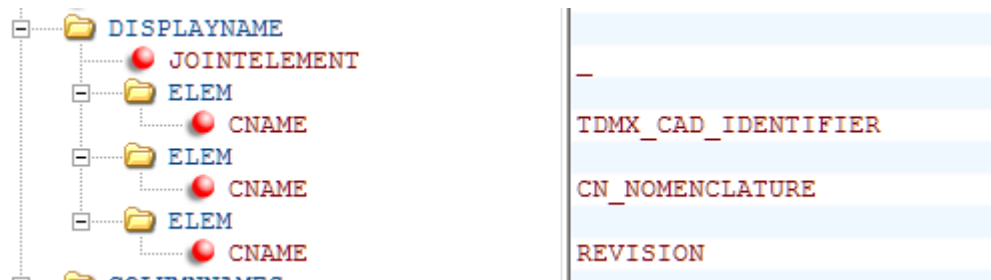 DISPLAYNAME
JOINTELEMENT _
ELEM
CNAME TDMX_CAD_IDENTIFIER
ELEM
CNAME CN_NOMENCLATURE
ELEM
CNAME REVISION